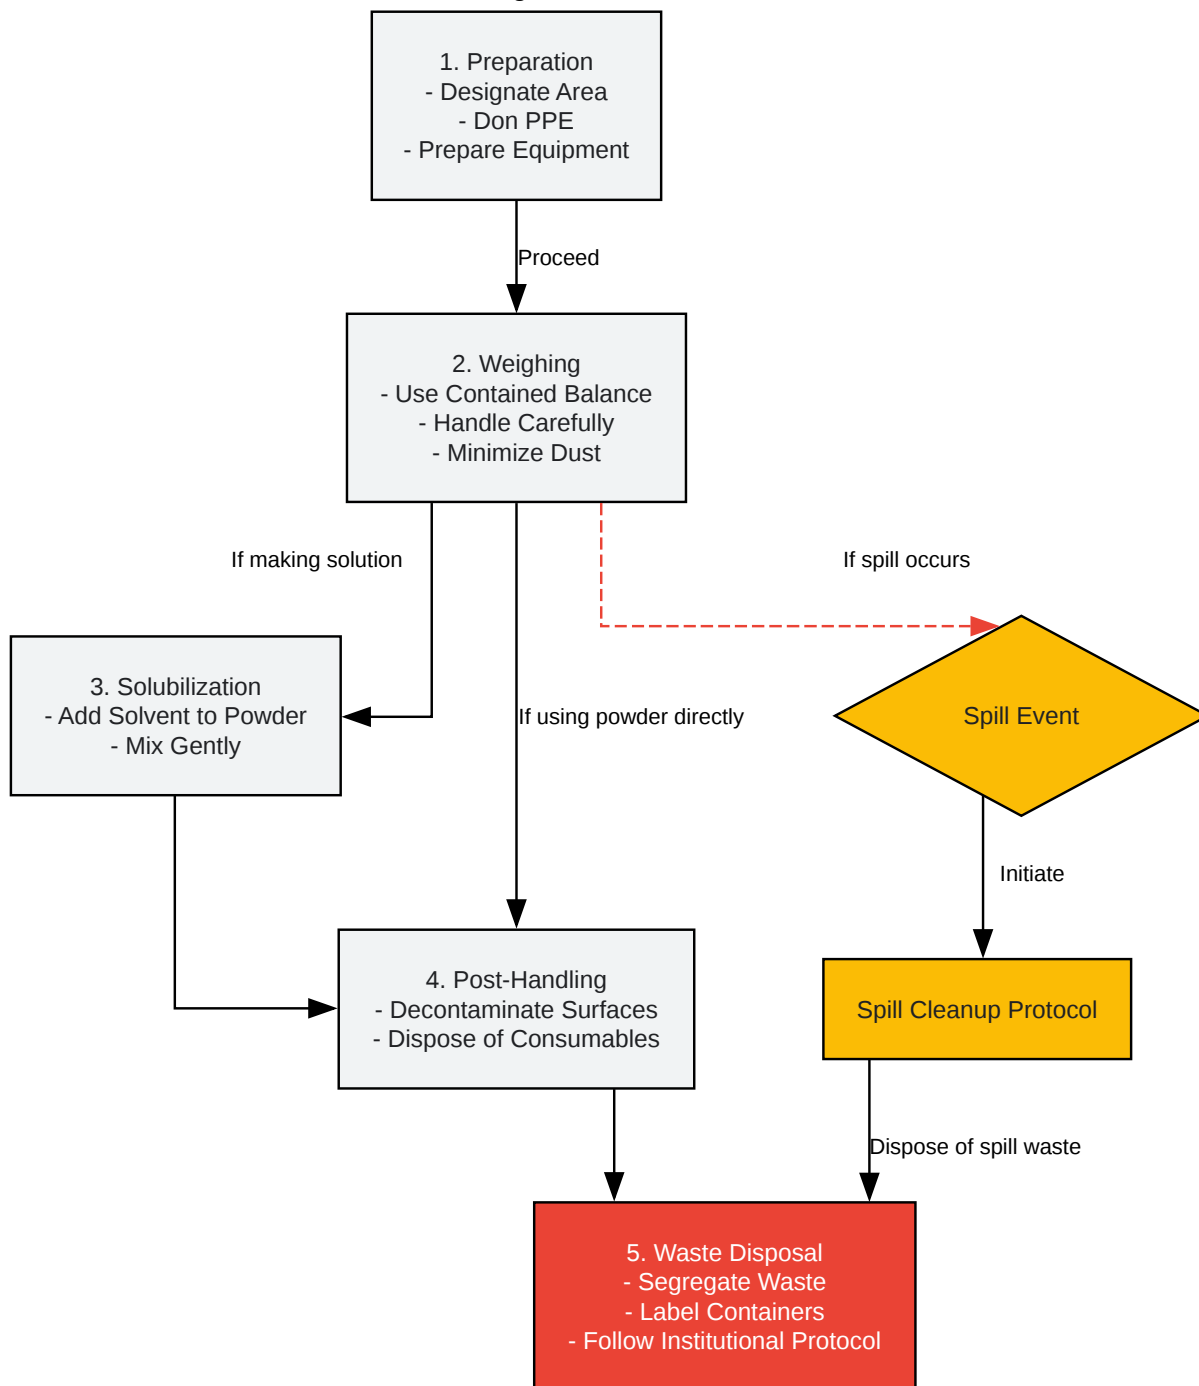 1. Preparation
- Designate Area
- Don PPE
- Prepare Equipment
Proceed
2. Weighing
- Use Contained Balance
- Handle Carefully
- Minimize Dust
If making solution
If spill occurs
3. Solubilization
- Add Solvent to Powder
- Mix Gently
If using powder directly
Spill Event
Initiate
4. Post-Handling
- Decontaminate Surfaces
- Dispose of Consumables
Spill Cleanup Protocol
Dispose of spill waste
5. Waste Disposal
- Segregate Waste
- Label Containers
- Follow Institutional Protocol